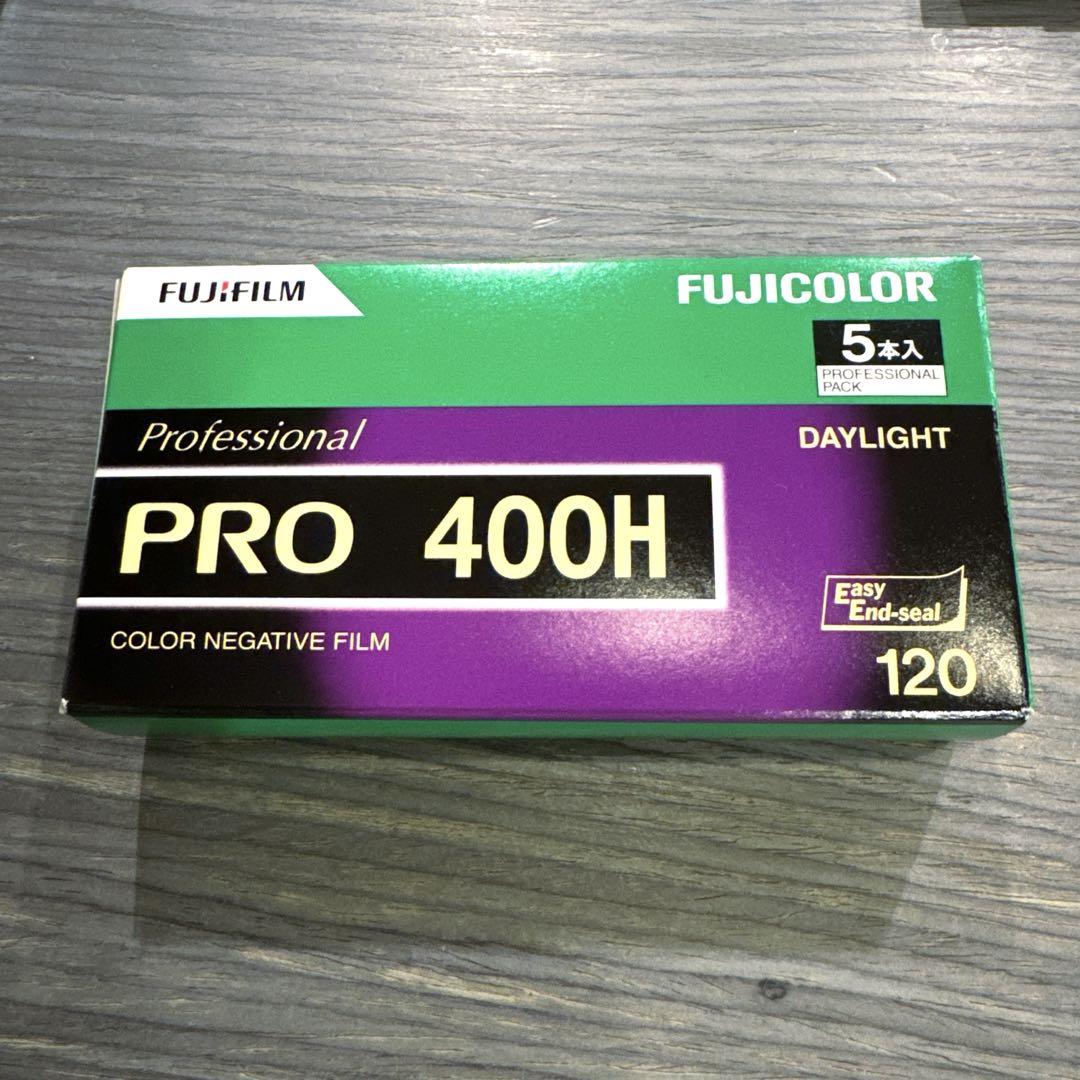 FUJIFILM
FUJICOLOR
5本入
PROFESSIONAL
PACK
Professional
DAYLIGHT
PRO 400H
Easy
End-seal
COLOR NEGATIVE FILM
120